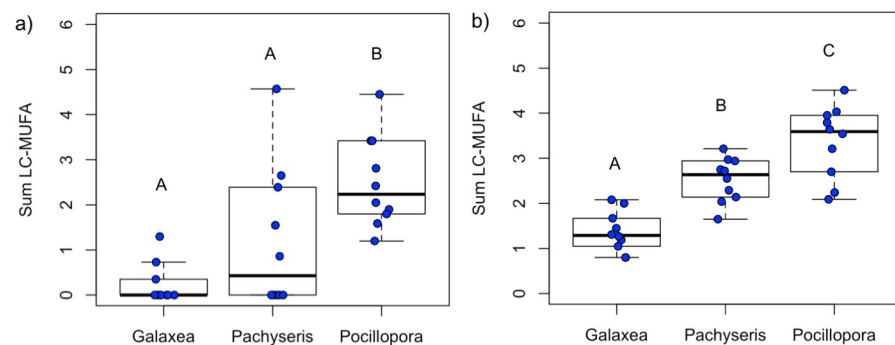 a)
Sum LC-MUFA
6
5
4
3
2
1
0
A
A
B
Galaxea
Pachyseris
Pocillopora
b)
Sum LC-MUFA
6
5
4
3
2
1
0
A
B
C
Galaxea
Pachyseris
Pocillopora